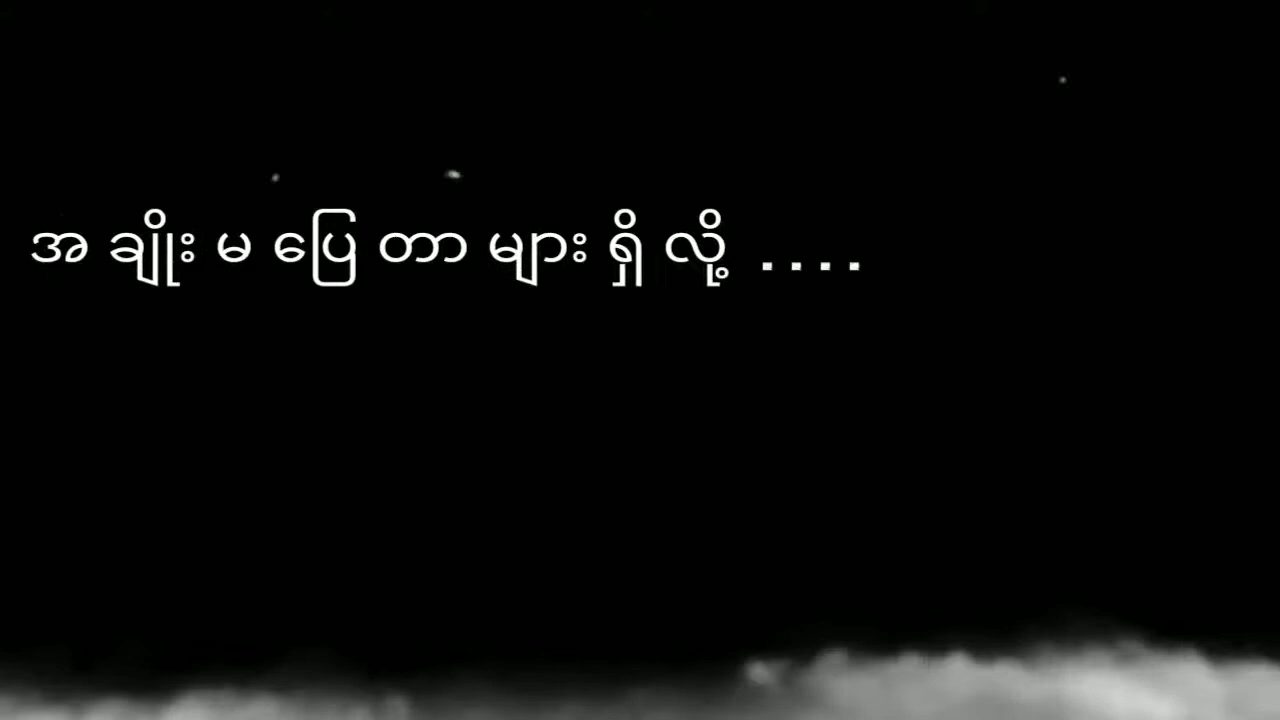 အ ချိုး မ ပြေ တာ များ ရှိ လို့ ....